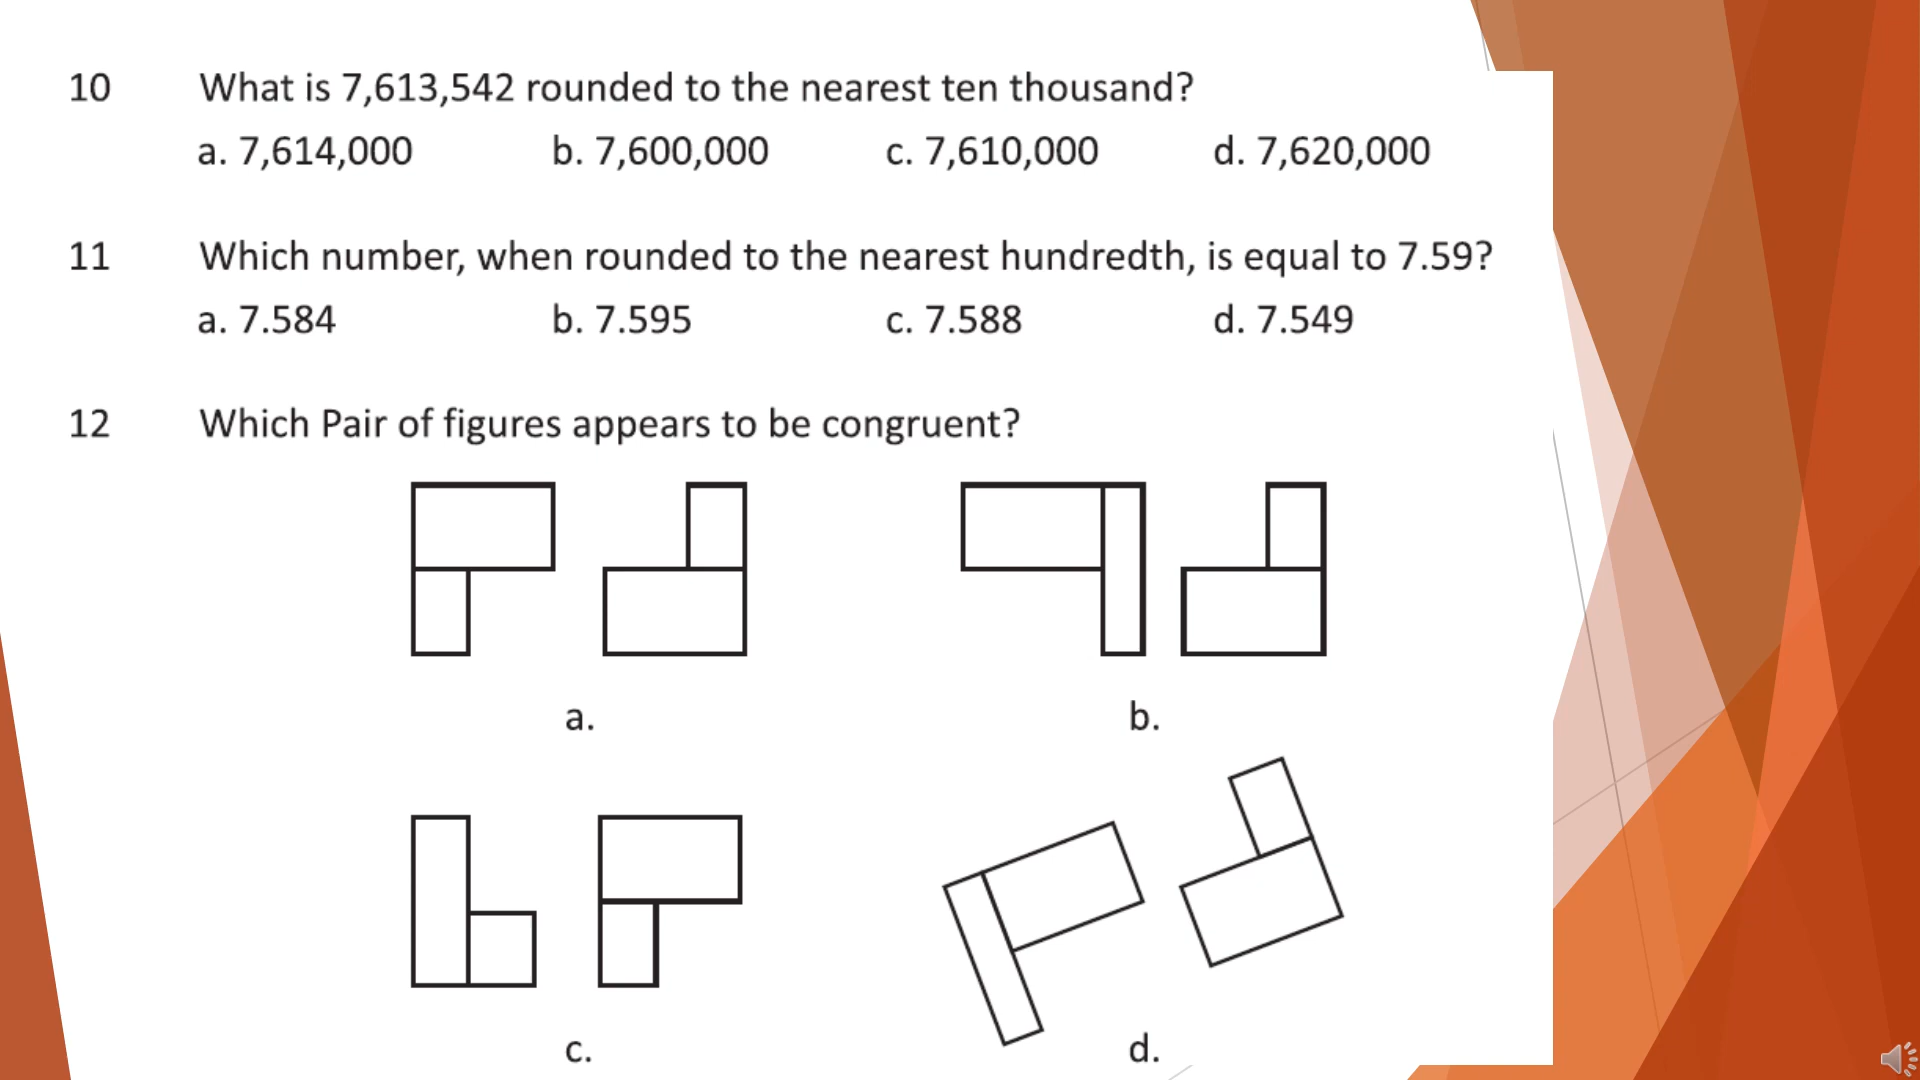 10 What is 7,613,542 rounded to the nearest ten thousand?
a. 7,614,000 b. 7,600,000 c. 7,610,000 d. 7,620,000
11 Which number, when rounded to the nearest hundredth, is equal to 7.59?
a. 7.584 b. 7.595 c. 7.588 d. 7.549
12 Which Pair of figures appears to be congruent?
a. b.
c. d.